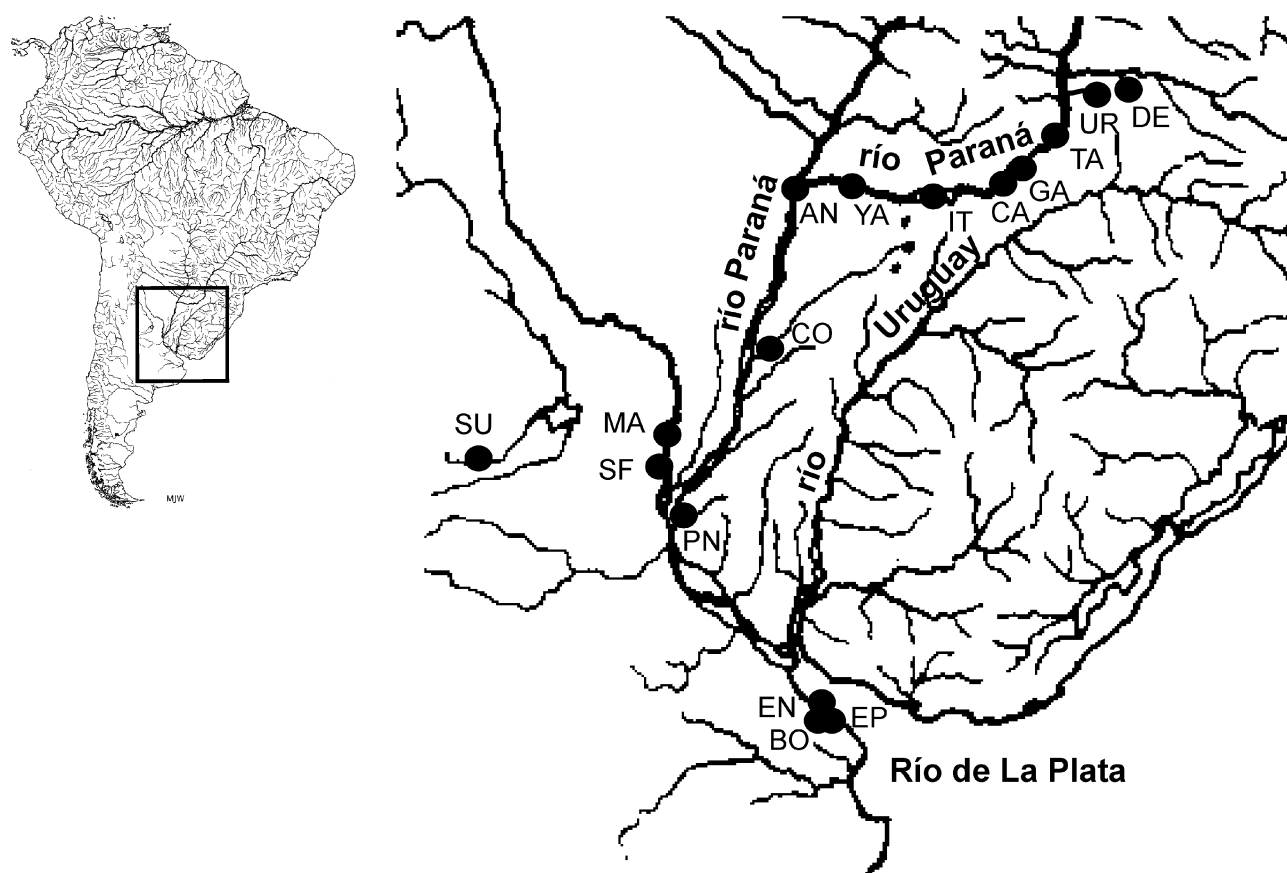 MJW
UR
DE
río Paraná
TA
GA
CA
IT
YA
AN
río Paraná
río Uruguay
CO
SU
MA
SF
PN
EN
EP
BO
Río de La Plata